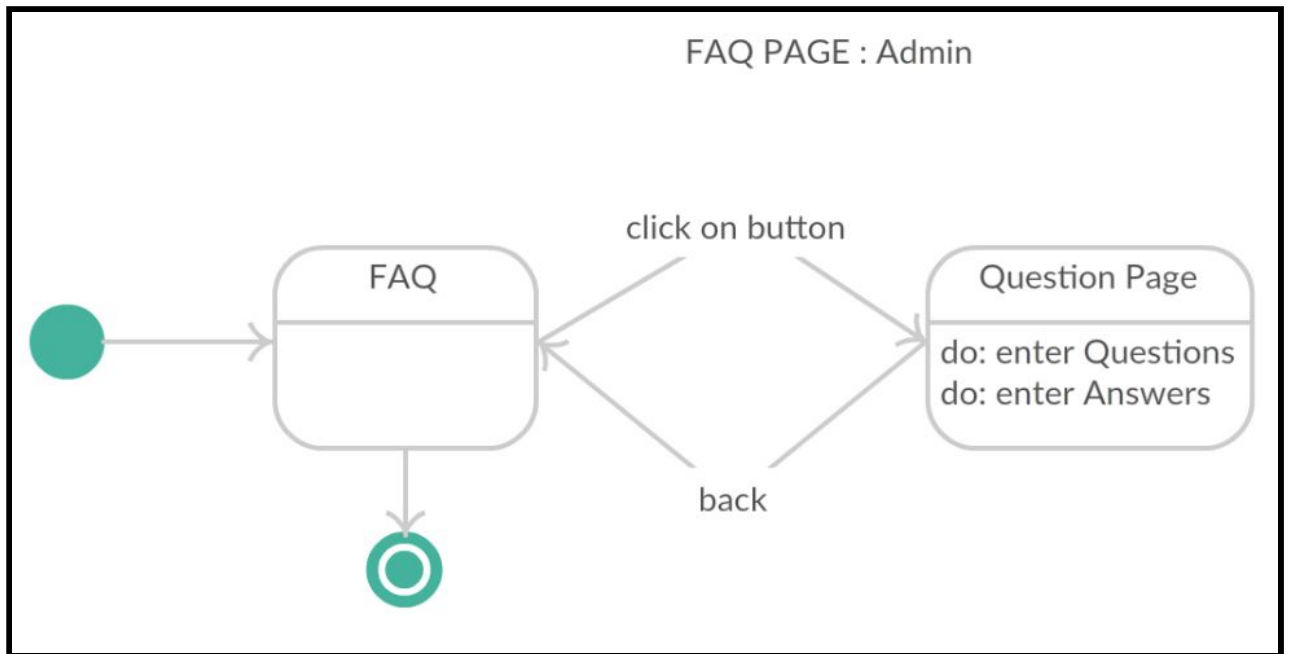 FAQ PAGE : Admin
click on button
FAQ
Question Page
do: enter Questions
do: enter Answers
back